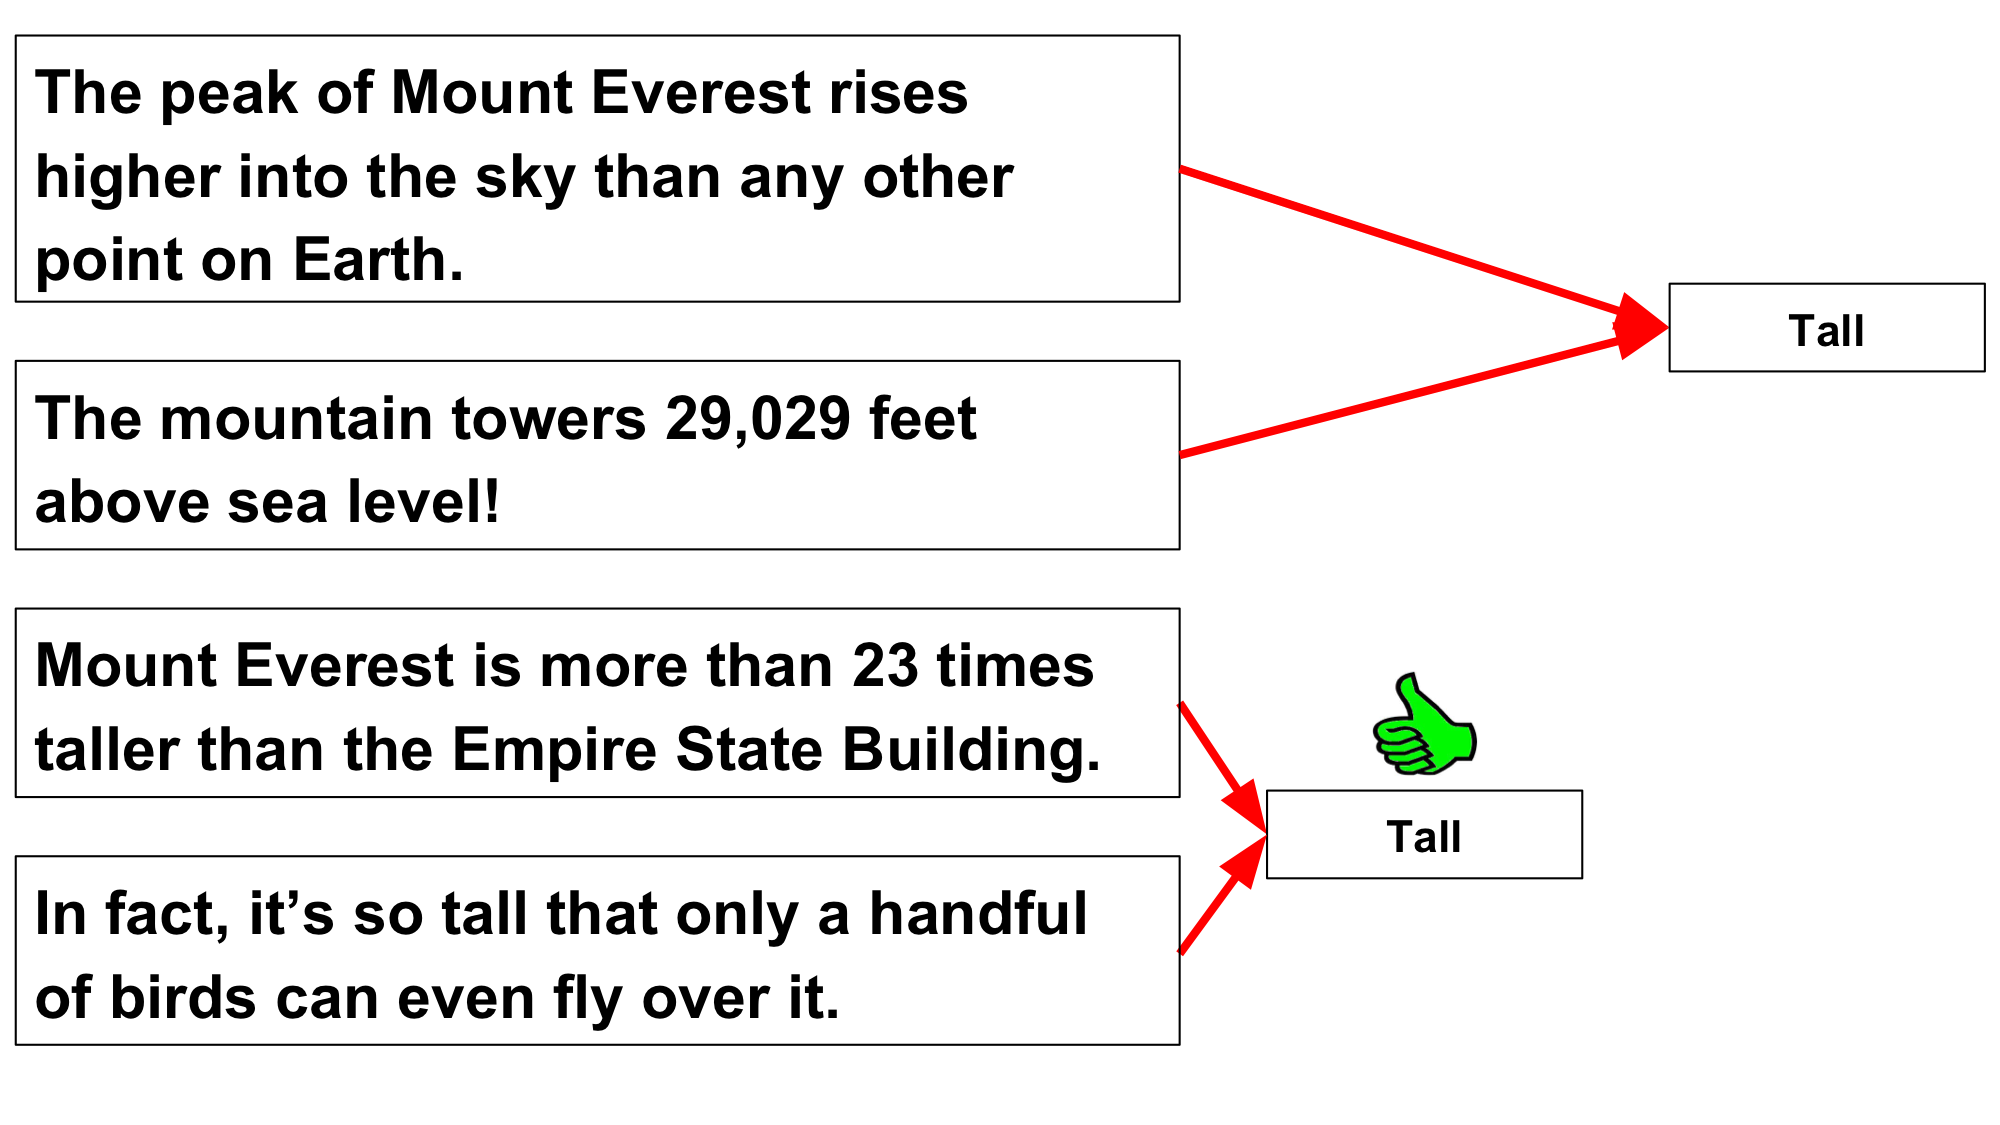 The peak of Mount Everest rises
higher into the sky than any other
point on Earth.
Tall
The mountain towers 29,029 feet
above sea level!
Mount Everest is more than 23 times
taller than the Empire State Building.
Tall
In fact, it’s so tall that only a handful
of birds can even fly over it.